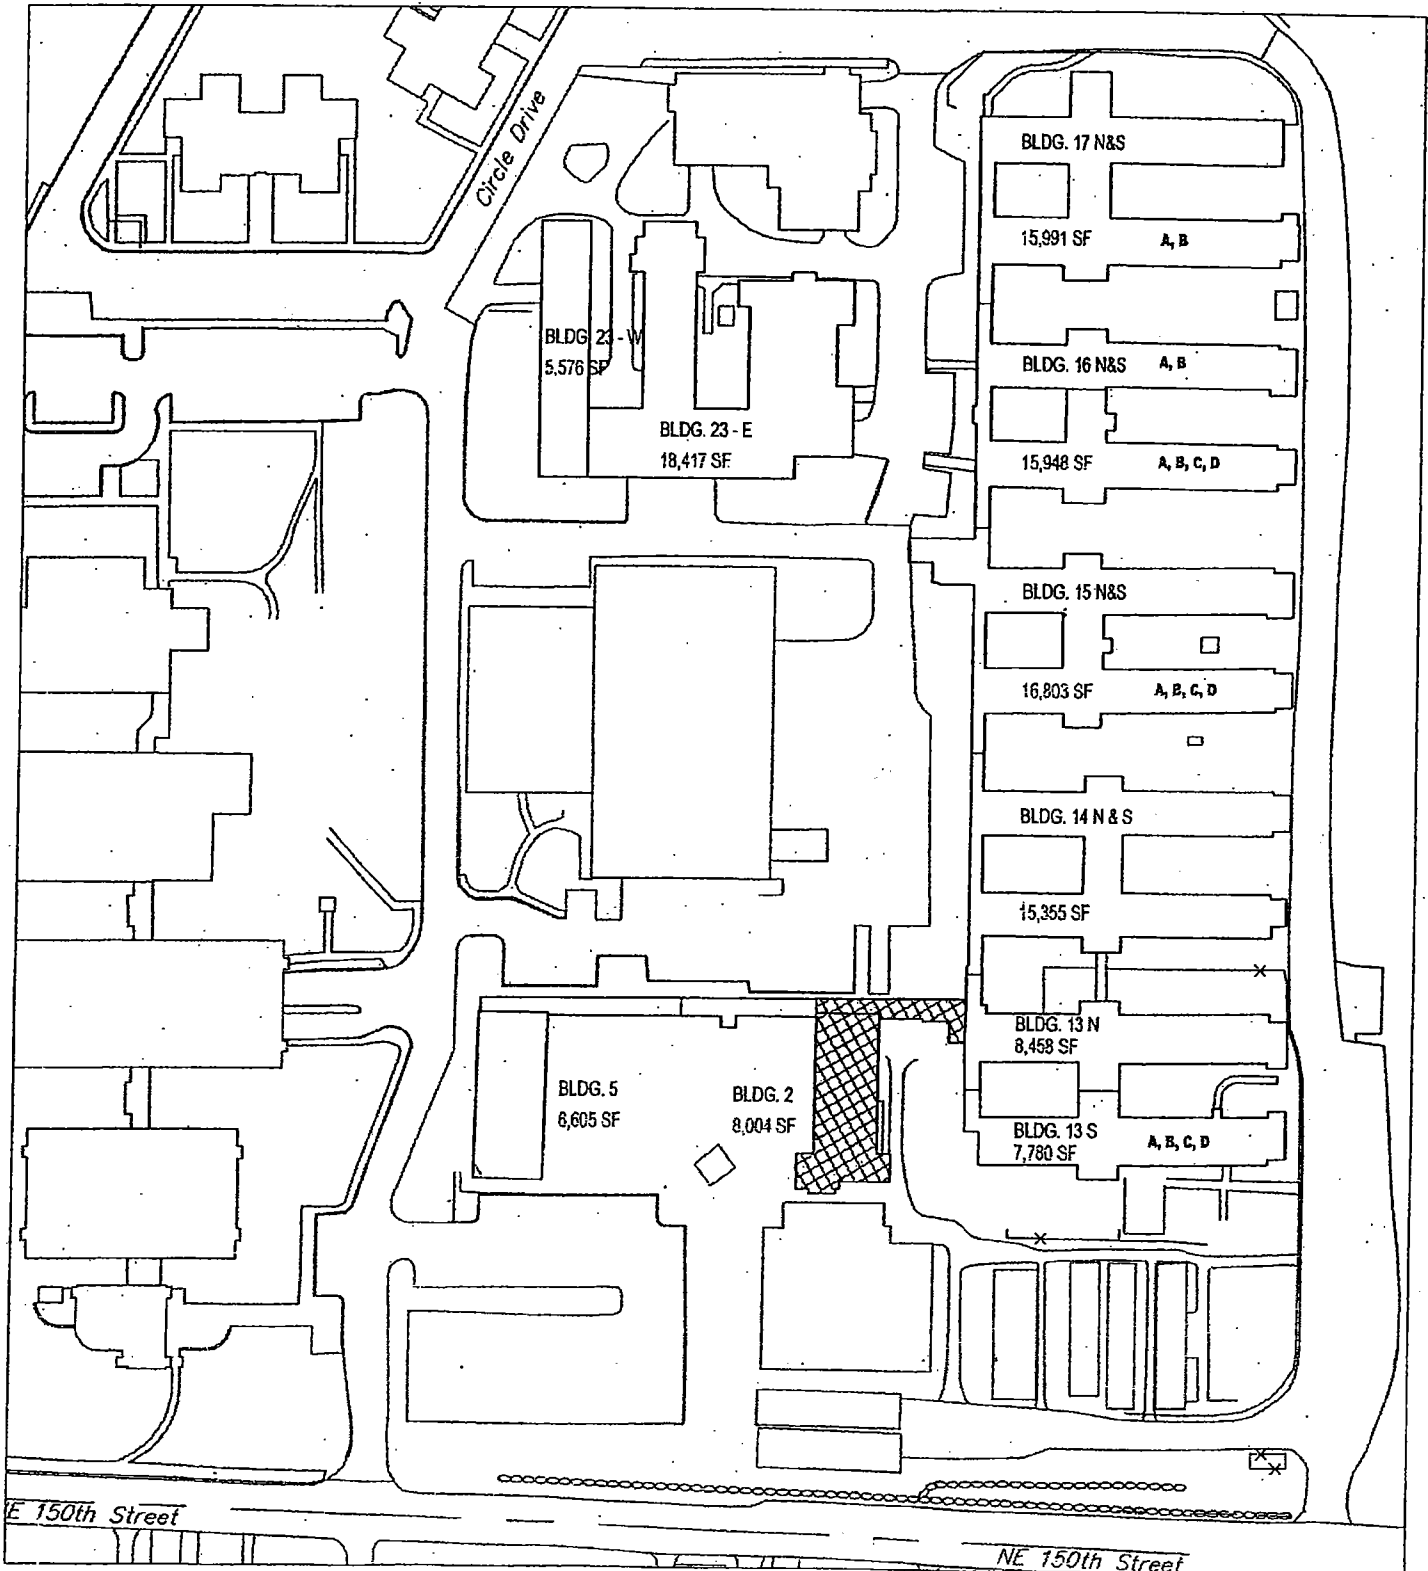 Circle Drive
BLDG. 17 N&S
15,991 SF
A, B
BLDG. 23 - W
5,576 SF
BLDG. 16 N&S
A, B
BLDG. 23 - E
18,417 SF
15,948 SF
A, B, C, D
BLDG. 15 N&S
16,803 SF
A, B, C, D
BLDG. 14 N & S
15,355 SF
BLDG. 13 N
8,458 SF
BLDG. 5
6,605 SF
BLDG. 2
8,004 SF
BLDG. 13 S
7,780 SF
A, B, C, D
E 150th Street
NE 150th Street